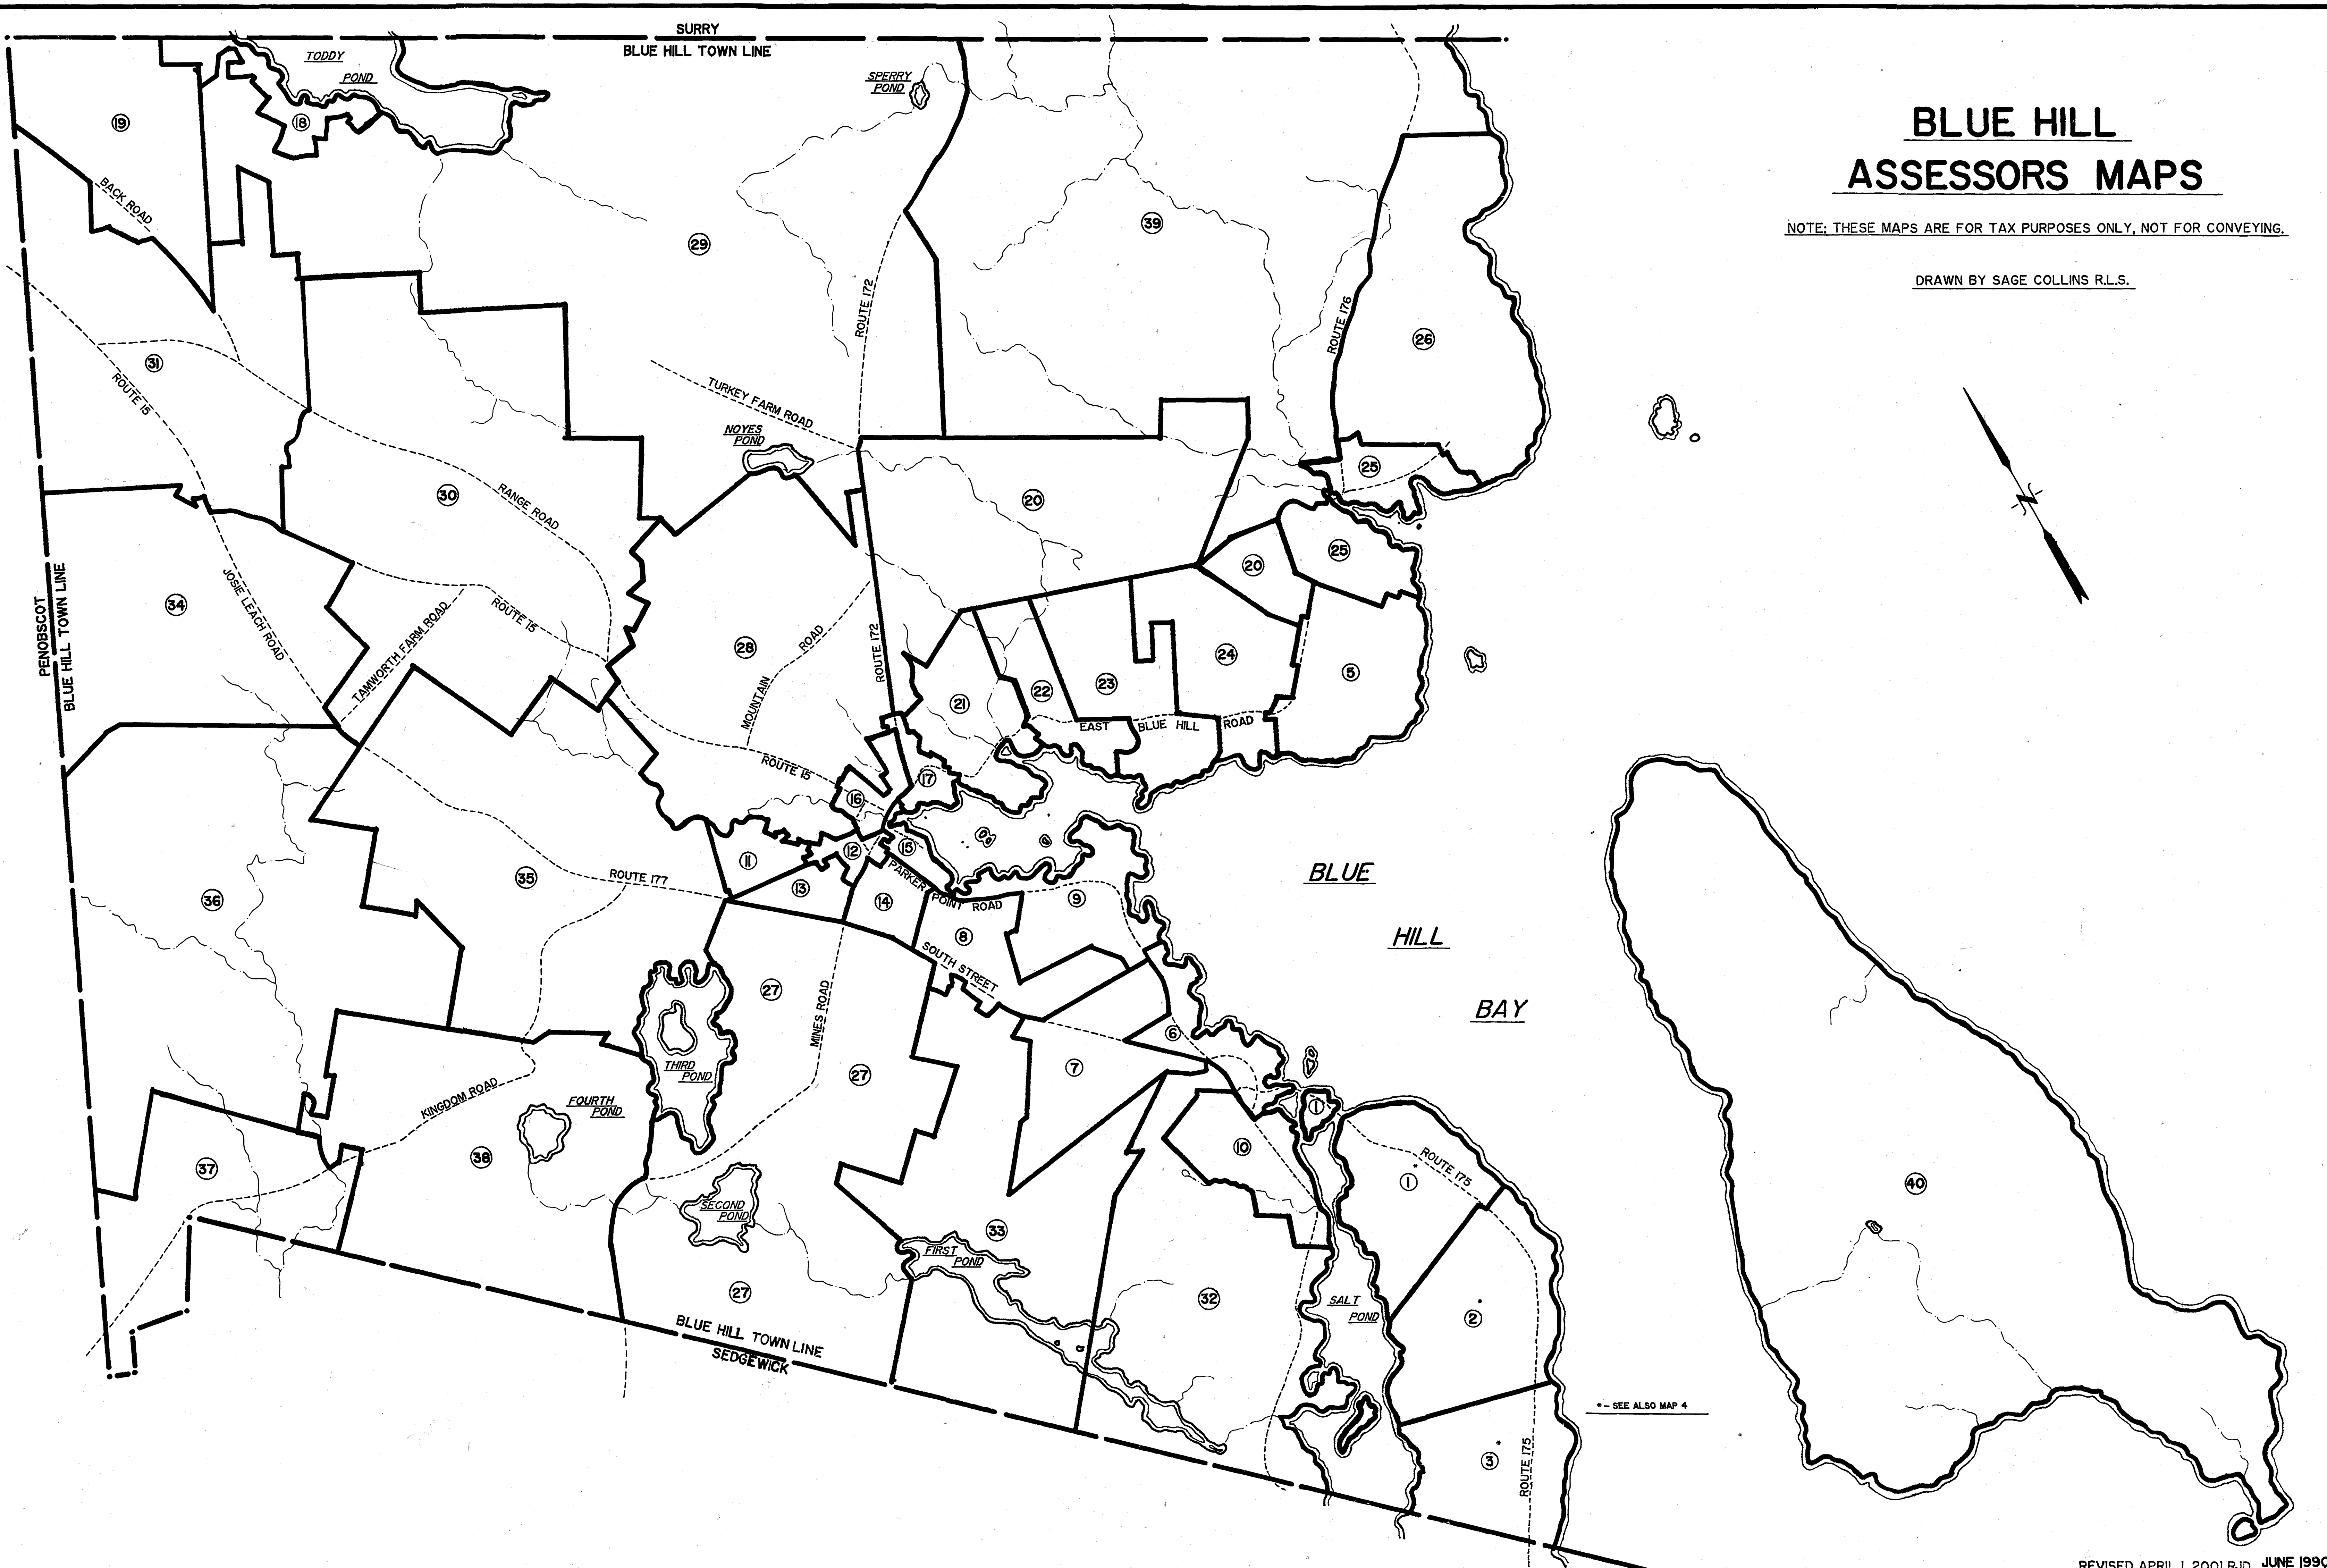 SURRY
BLUE HILL TOWN LINE
TODDY
POND
SPERRY
POND
BLUE HILL
ASSESSORS MAPS
NOTE: THESE MAPS ARE FOR TAX PURPOSES ONLY, NOT FOR CONVEYING.
DRAWN BY SAGE COLLINS R.L.S.
19
18
BACK ROAD
29
39
ROUTE 172
ROUTE 176
26
31
ROUTE 15
TURKEY FARM ROAD
NOYES
POND
25
30
RANGE ROAD
20
20
25
PENOBSCOT
BLUE HILL TOWN LINE
34
JOSIE LEACH ROAD
TAMWORTH FARM ROAD
ROUTE 15
28
MOUNTAIN ROAD
ROUTE 172
21
22
23
24
5
EAST BLUE HILL ROAD
ROUTE 15
17
16
15
12
11
13
14
PARKER POINT ROAD
9
8
SOUTH STREET
36
35
ROUTE 177
BLUE
HILL
BAY
27
MINES ROAD
27
THIRD
POND
6
7
KINGDOM ROAD
FOURTH
POND
1
10
37
38
ROUTE 175
1
40
SECOND
POND
33
FIRST
POND
27
32
SALT
POND
2
BLUE HILL TOWN LINE
SEDGEWICK
* - SEE ALSO MAP 4
3
ROUTE 175
REVISED APRIL 1, 2001 RJD JUNE 1990